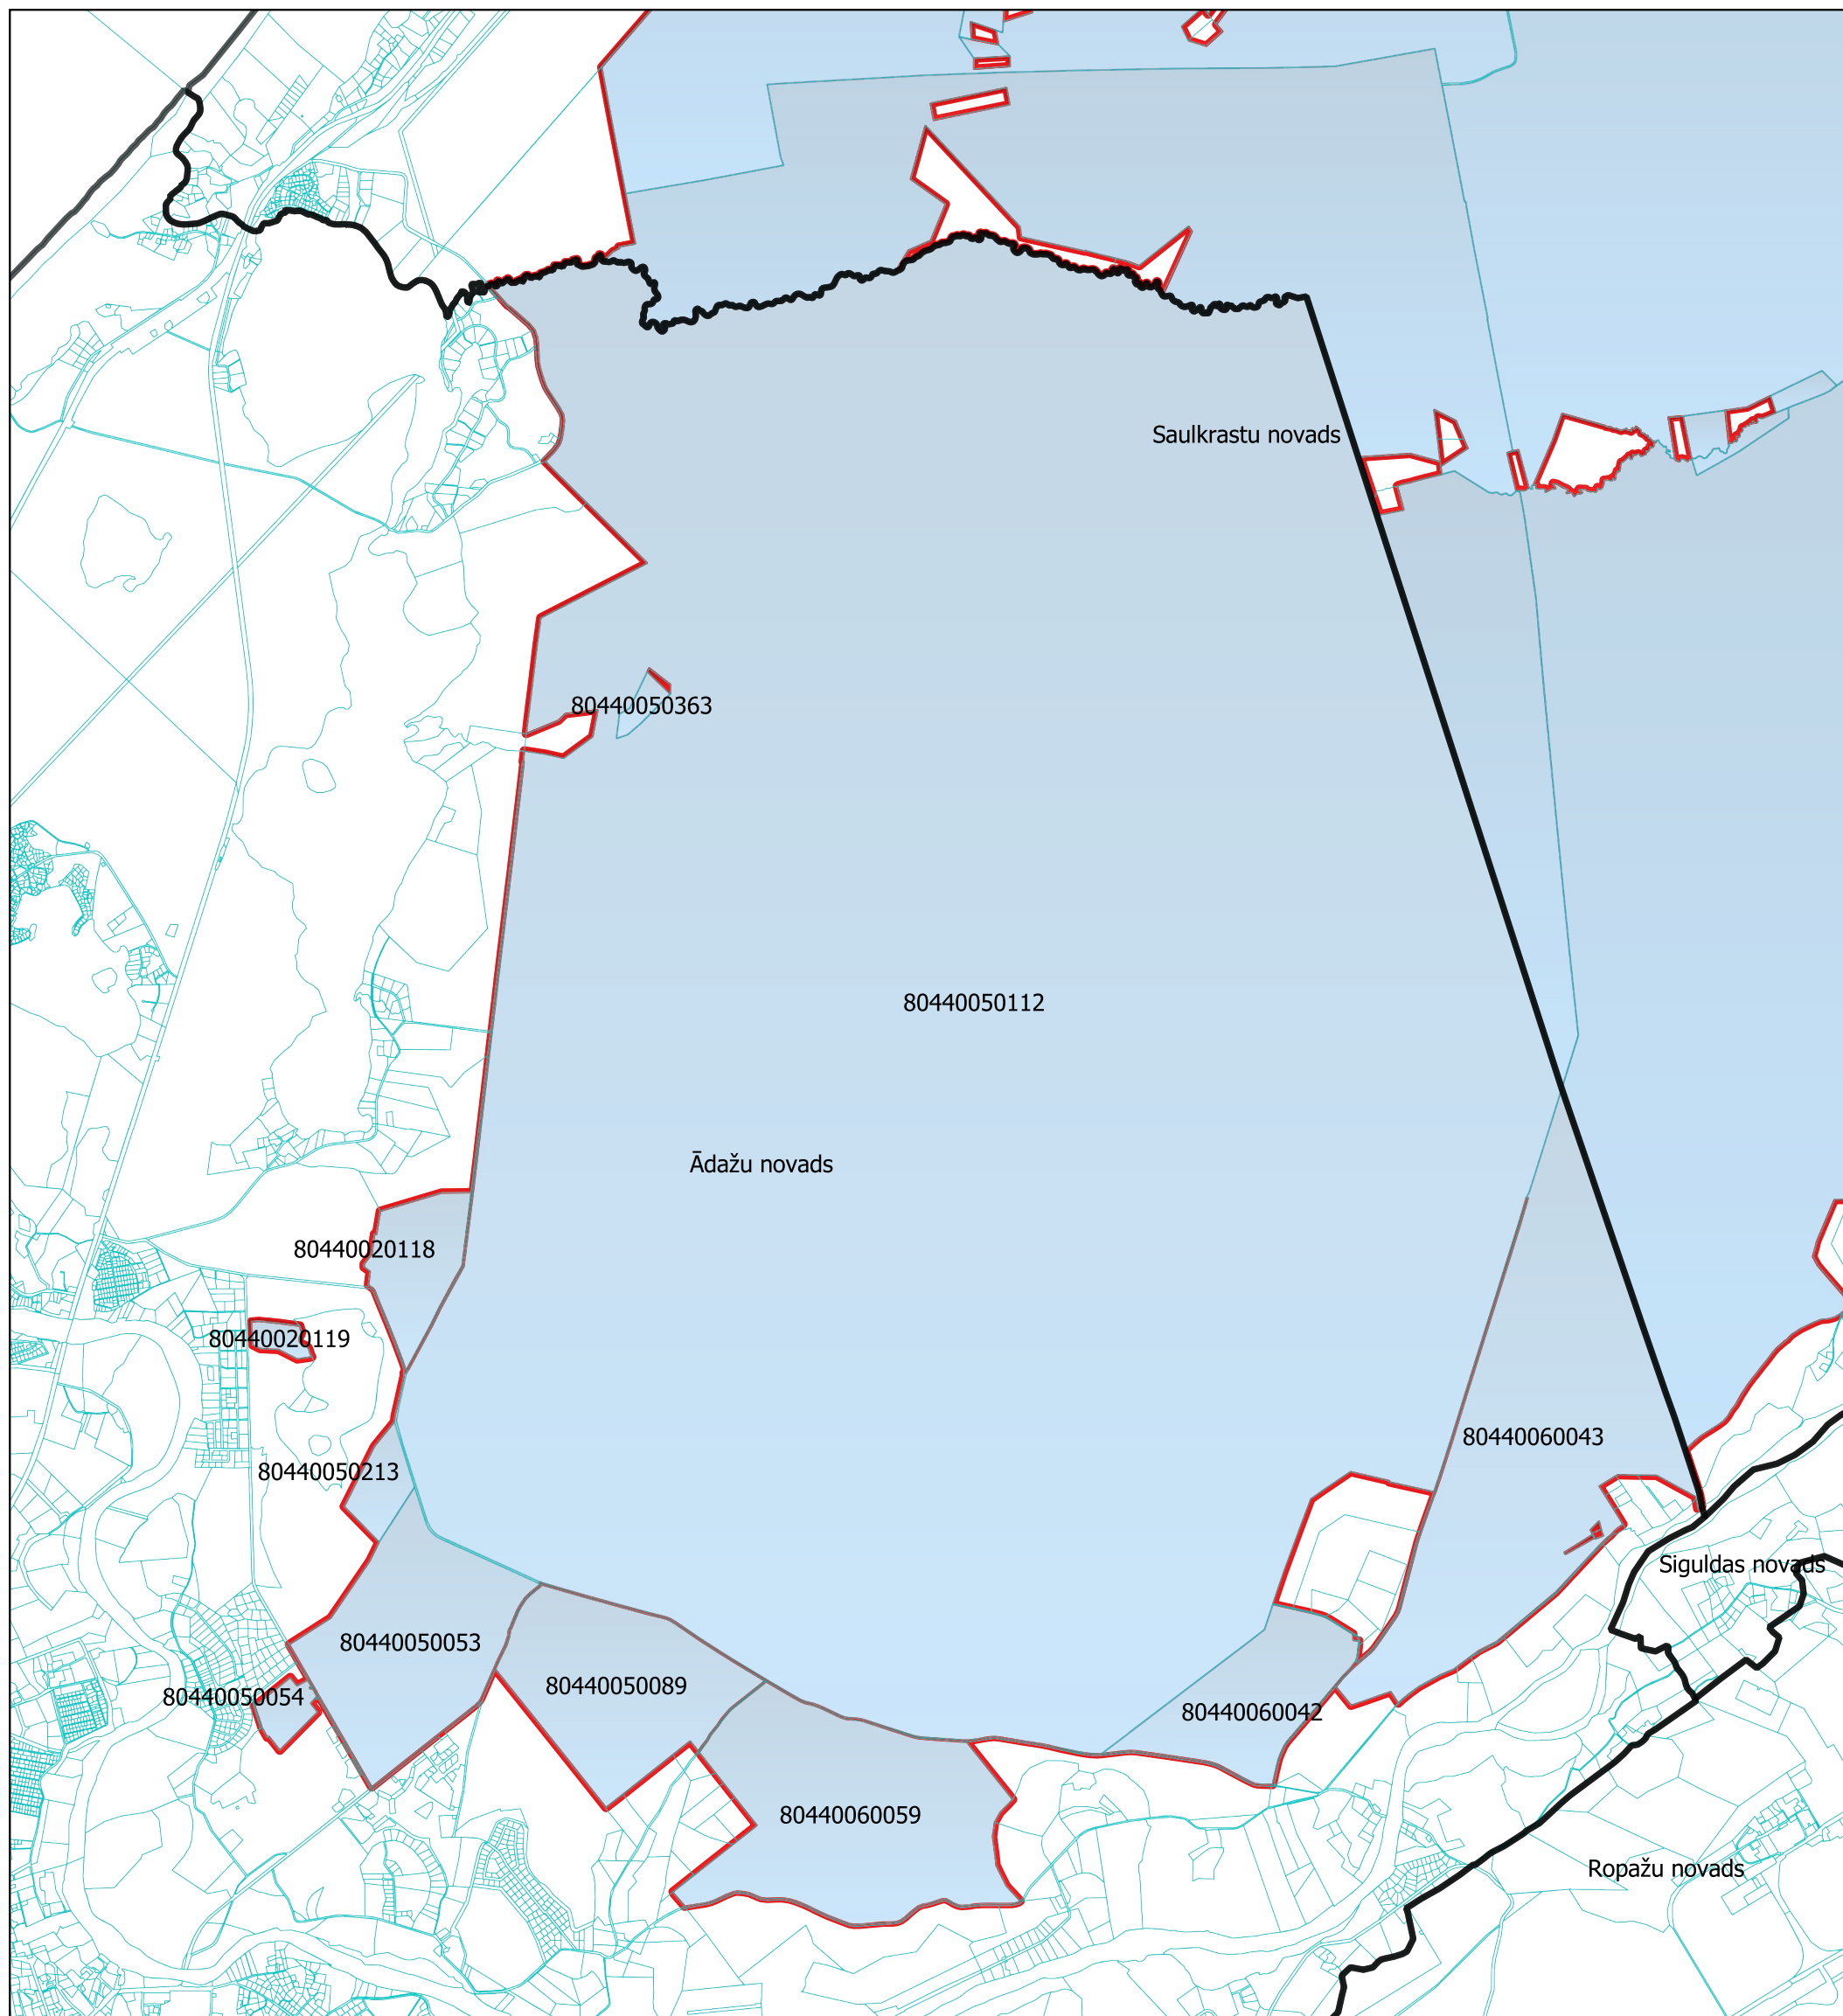 Saulkrastu novads
80440050363
80440050112
Ādažu novads
80440020118
80440020119
80440060043
80440050213
Siguldas novads
80440050053
80440050089
80440050054
80440060042
80440060059
Ropažu novads